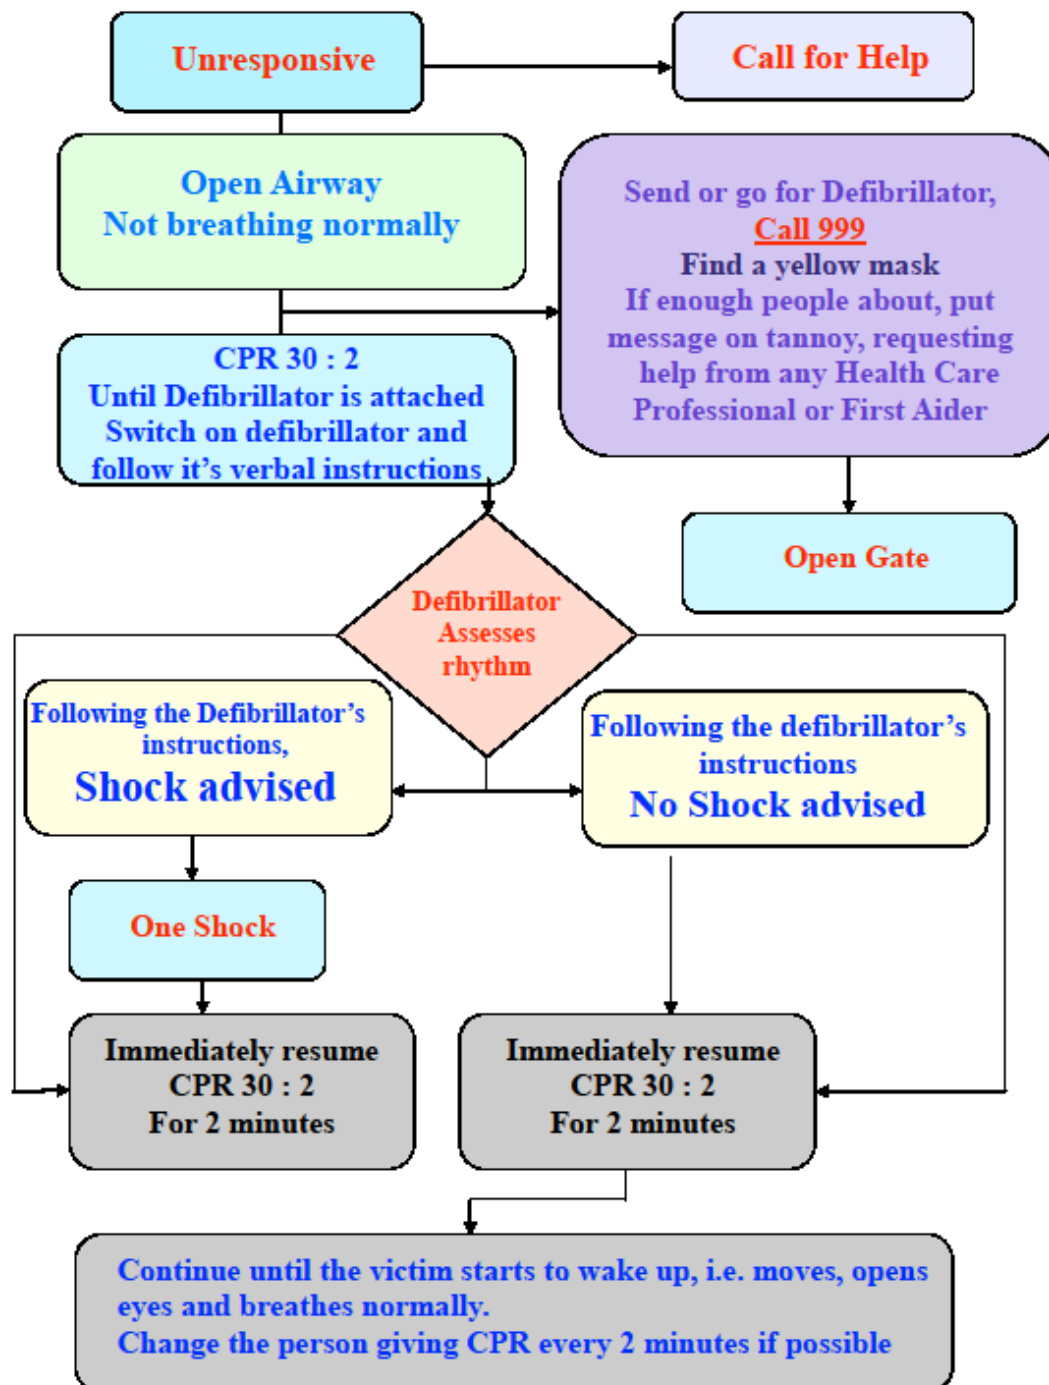 Unresponsive
Call for Help
Open Airway
Not breathing normally
Send or go for Defibrillator,
Call 999
Find a yellow mask
If enough people about, put
message on tannoy, requesting
help from any Health Care
Professional or First Aider
CPR 30 : 2
Until Defibrillator is attached
Switch on defibrillator and
follow it's verbal instructions
Open Gate
Defibrillator
Assesses
rhythm
Following the Defibrillator's
instructions,
Shock advised
Following the defibrillator's
instructions
No Shock advised
One Shock
Immediately resume
CPR 30 : 2
For 2 minutes
Immediately resume
CPR 30 : 2
For 2 minutes
Continue until the victim starts to wake up, i.e. moves, opens
eyes and breathes normally.
Change the person giving CPR every 2 minutes if possible